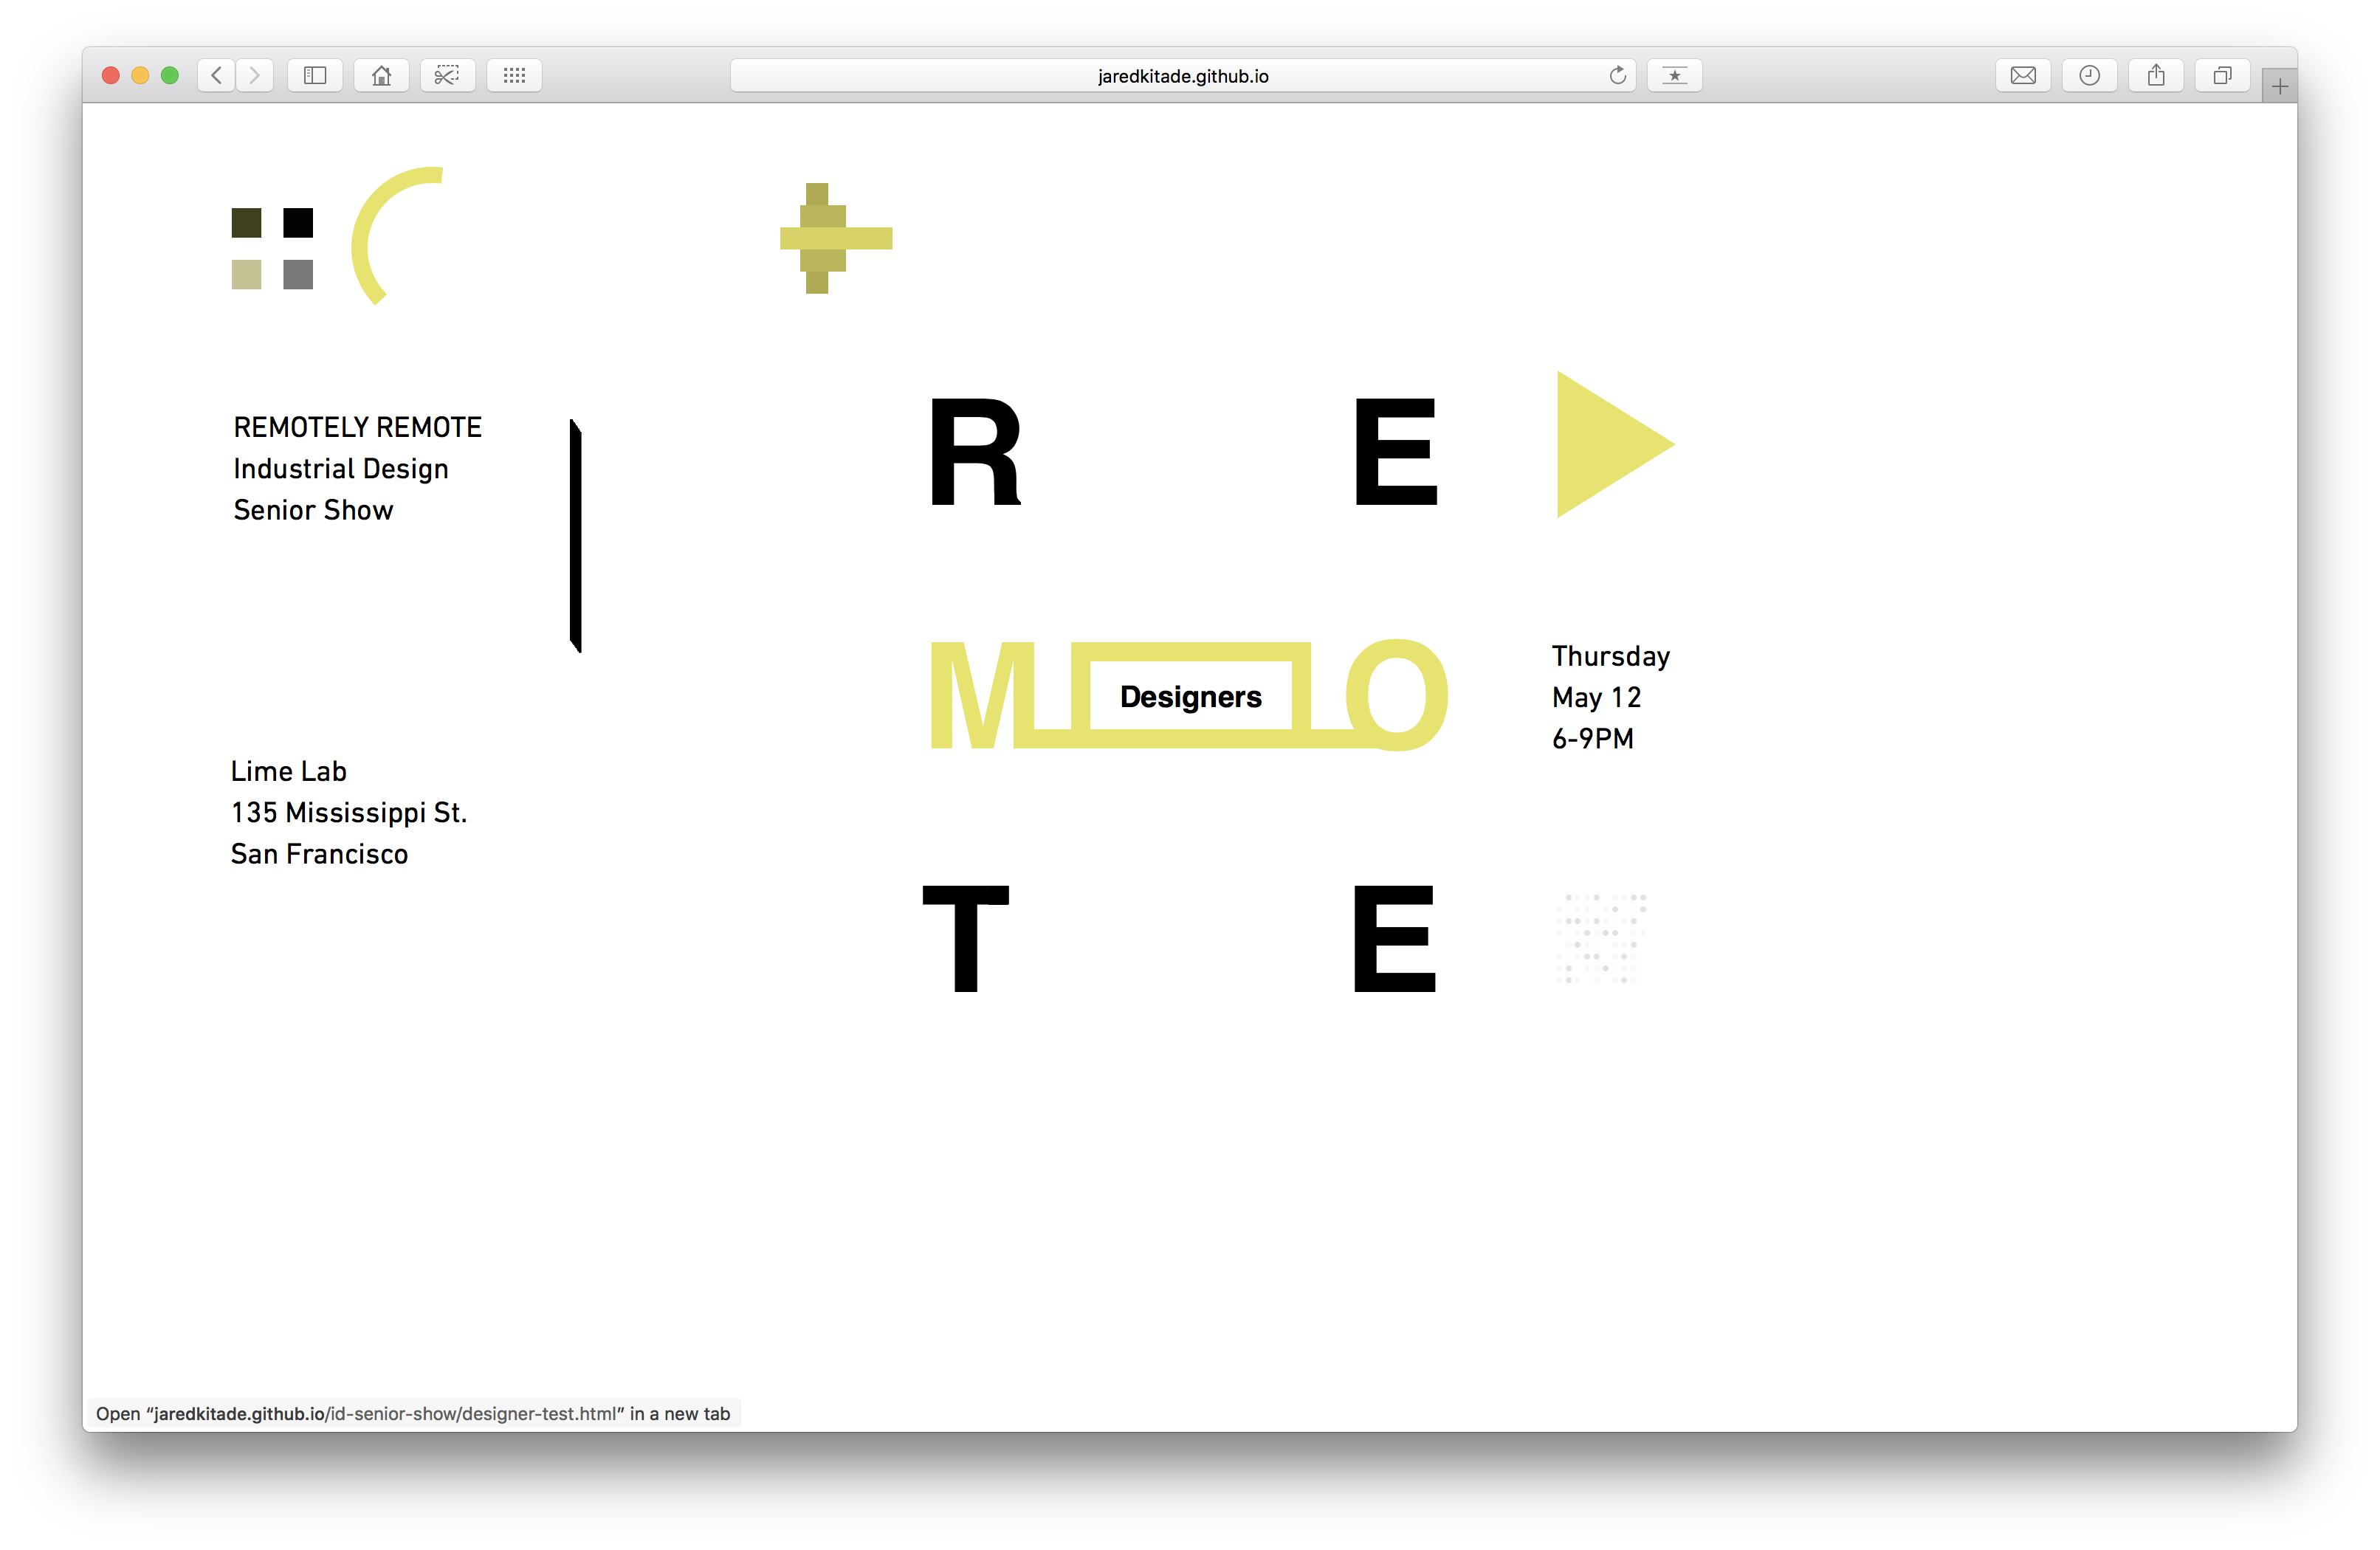 jaredkitade.github.io
REMOTELY REMOTE
Industrial Design
Senior Show
R E
M Designers O
Thursday
May 12
6-9PM
Lime Lab
135 Mississippi St.
San Francisco
T E
Open “jaredkitade.github.io/id-senior-show/designer-test.html” in a new tab